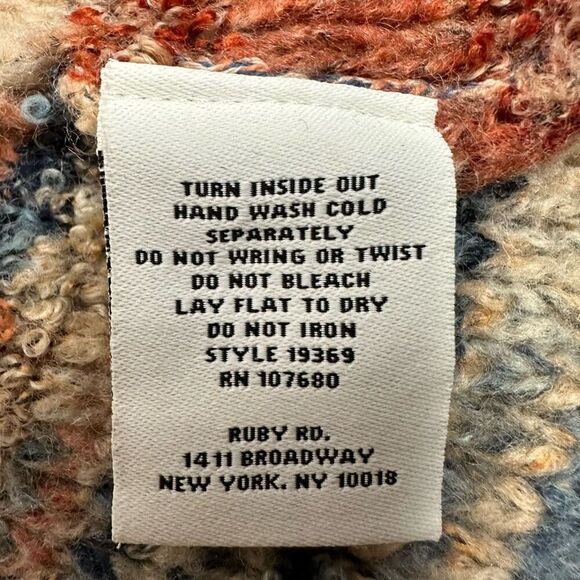 TURN INSIDE OUT
HAND WASH COLD
SEPARATELY
DO NOT WRING OR TWIST
DO NOT BLEACH
LAY FLAT TO DRY
DO NOT IRON
STYLE 19369
RN 107680
RUBY RD.
1411 BROADWAY
NEW YORK, NY 10018